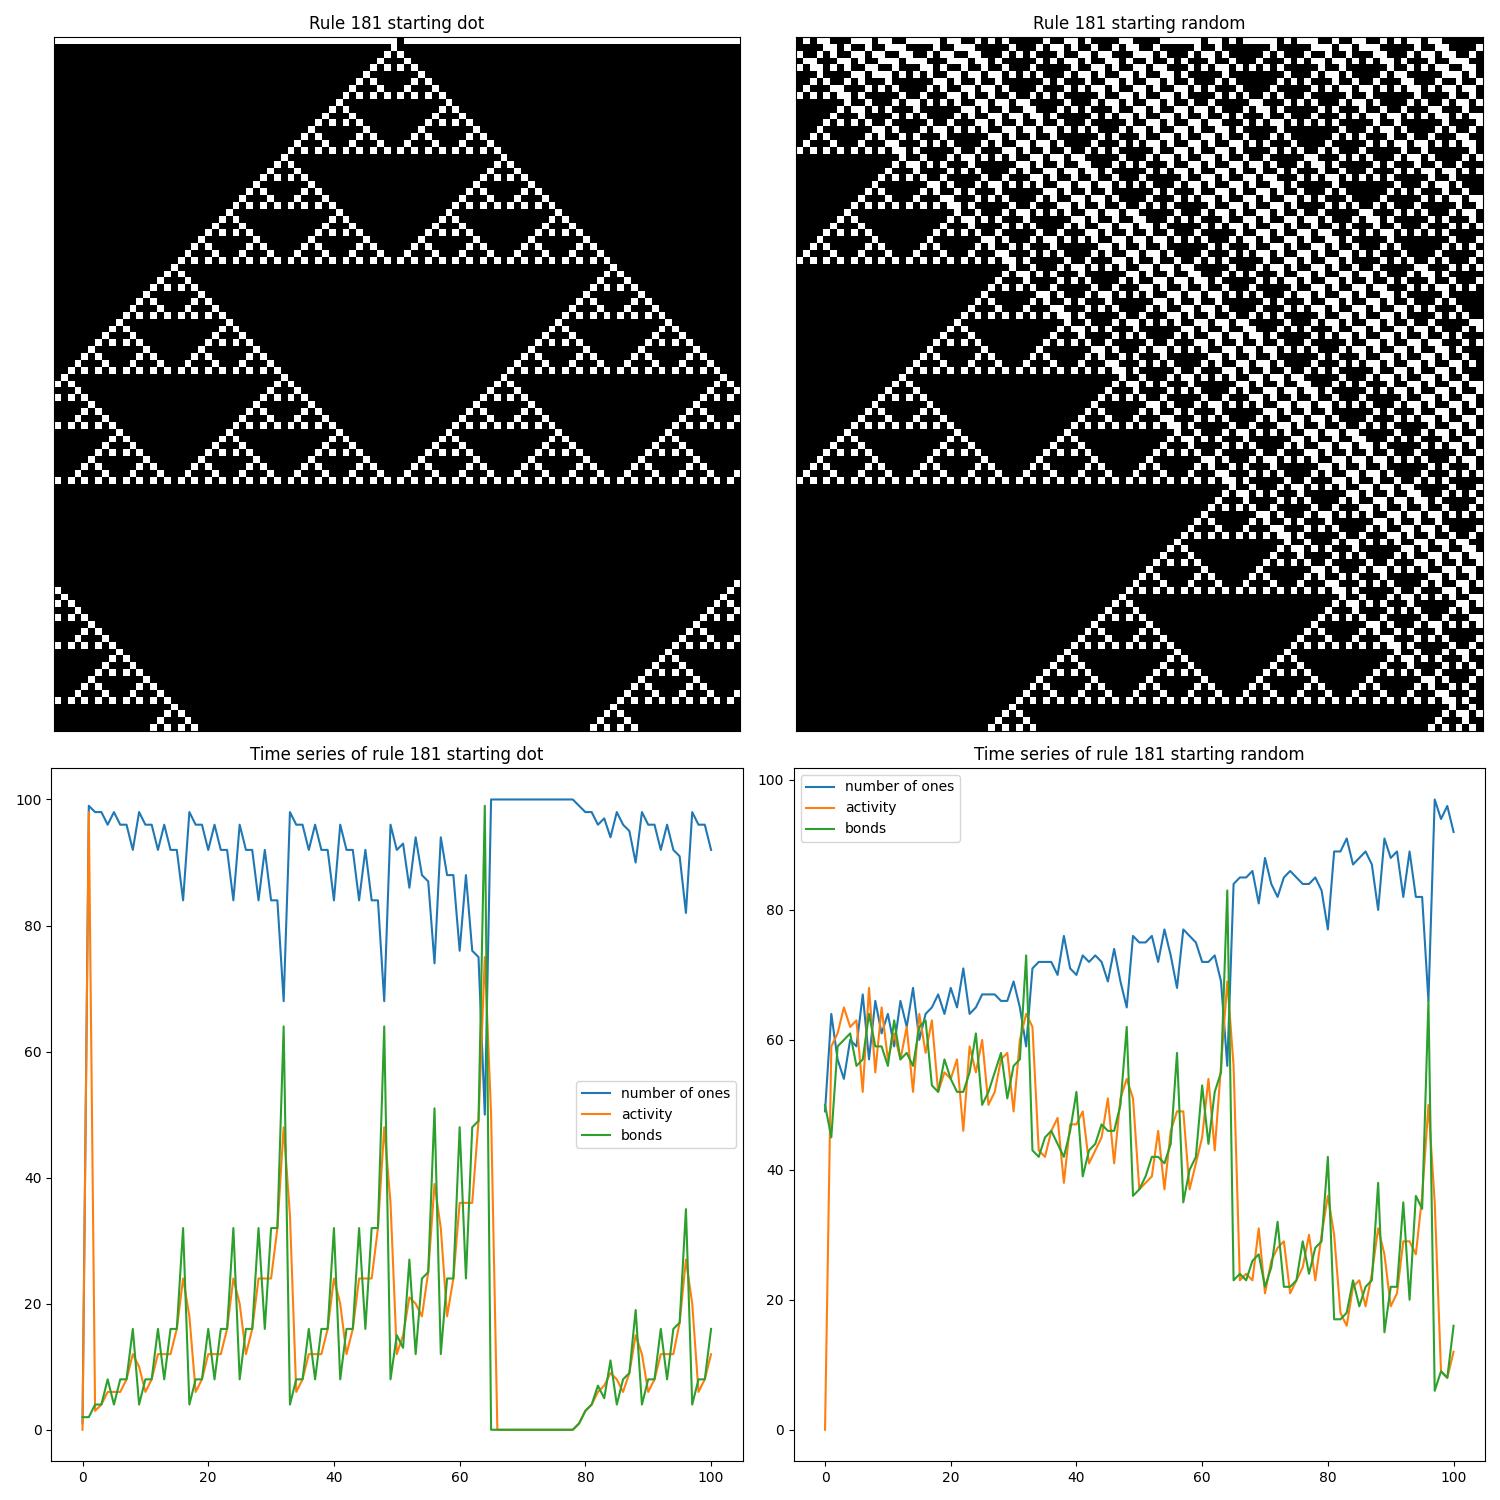 Rule 181 starting dot
Rule 181 starting random
Time series of rule 181 starting dot
100
80
60
40
20
0
number of ones
activity
bonds
0 20 40 60 80 100
Time series of rule 181 starting random
100
80
60
40
20
0
number of ones
activity
bonds
0 20 40 60 80 100